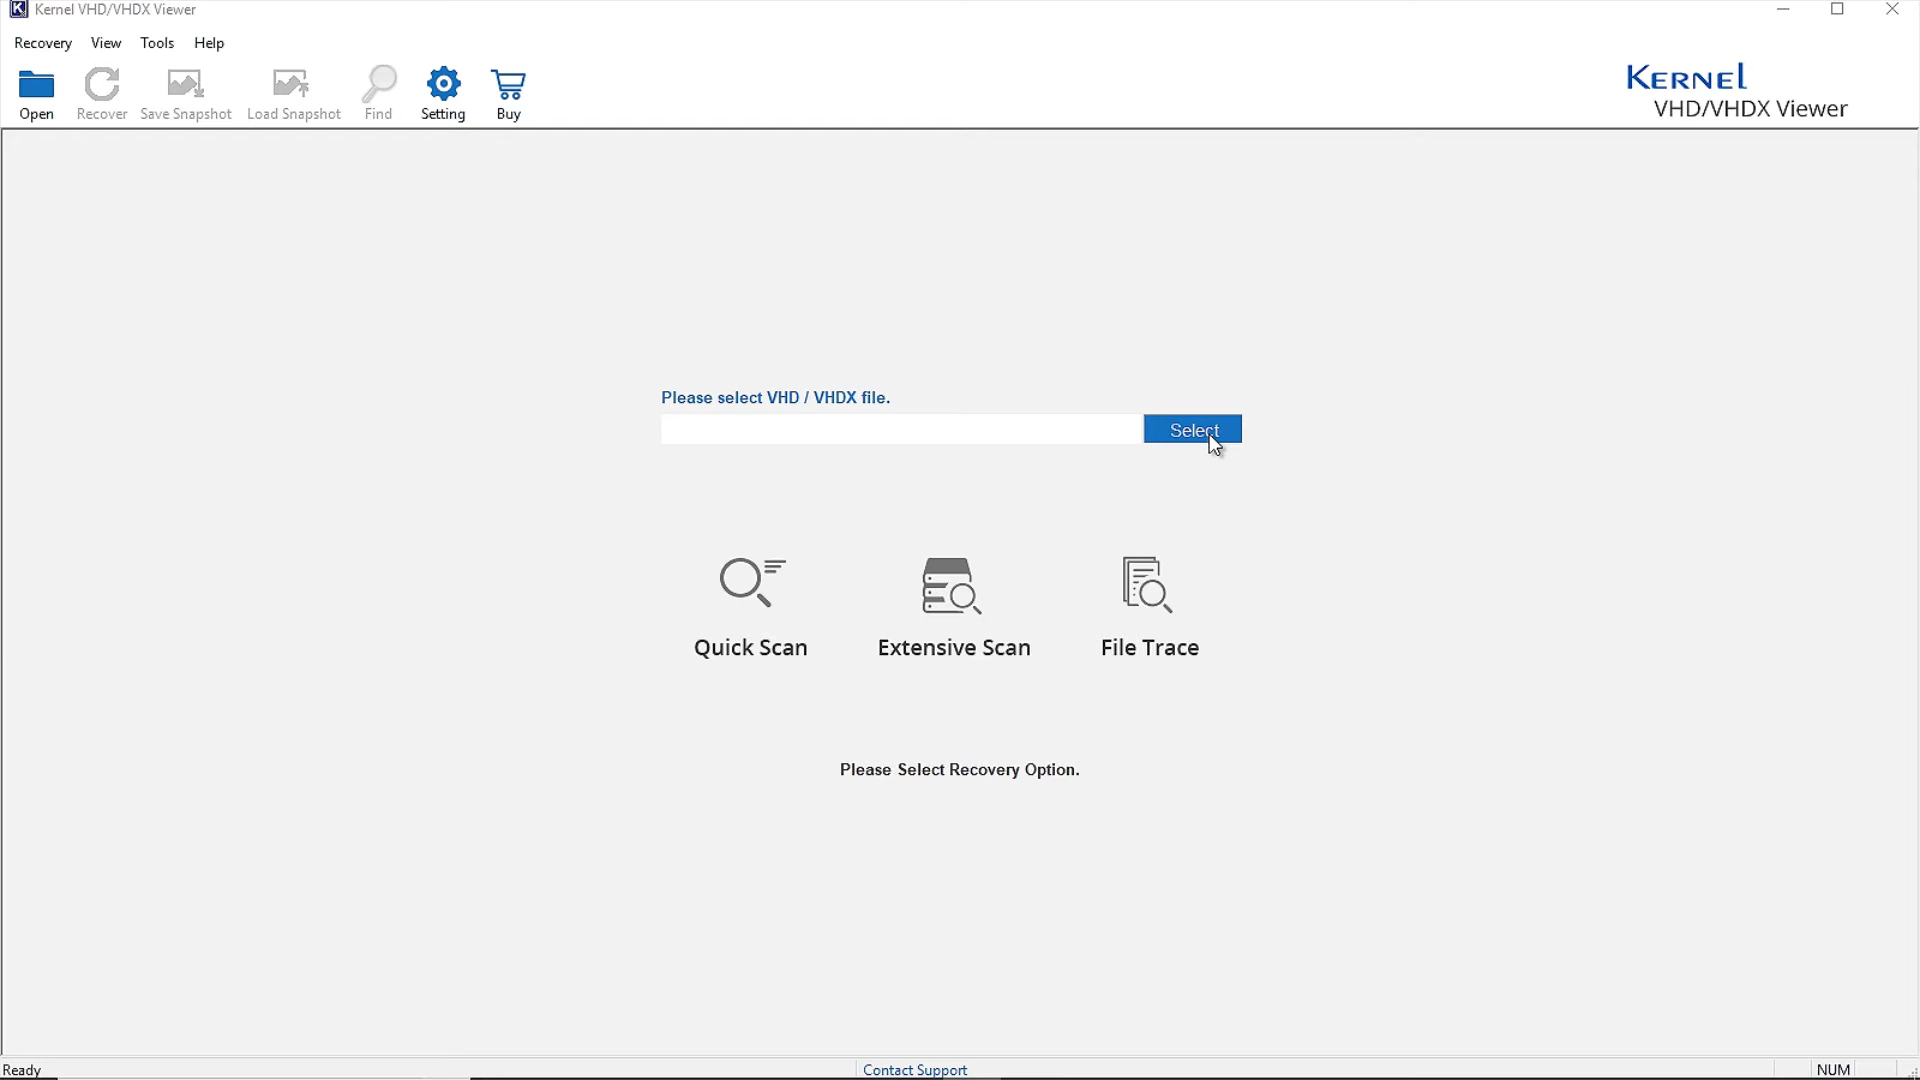 Kernel VHD/VHDX Viewer
Recovery View Tools Help
Open Recover Save Snapshot Load Snapshot Find Setting Buy
KERNEL
VHD/VHDX Viewer
Please select VHD / VHDX file.
Select
Quick Scan Extensive Scan File Trace
Please Select Recovery Option.
Ready Contact Support NUM